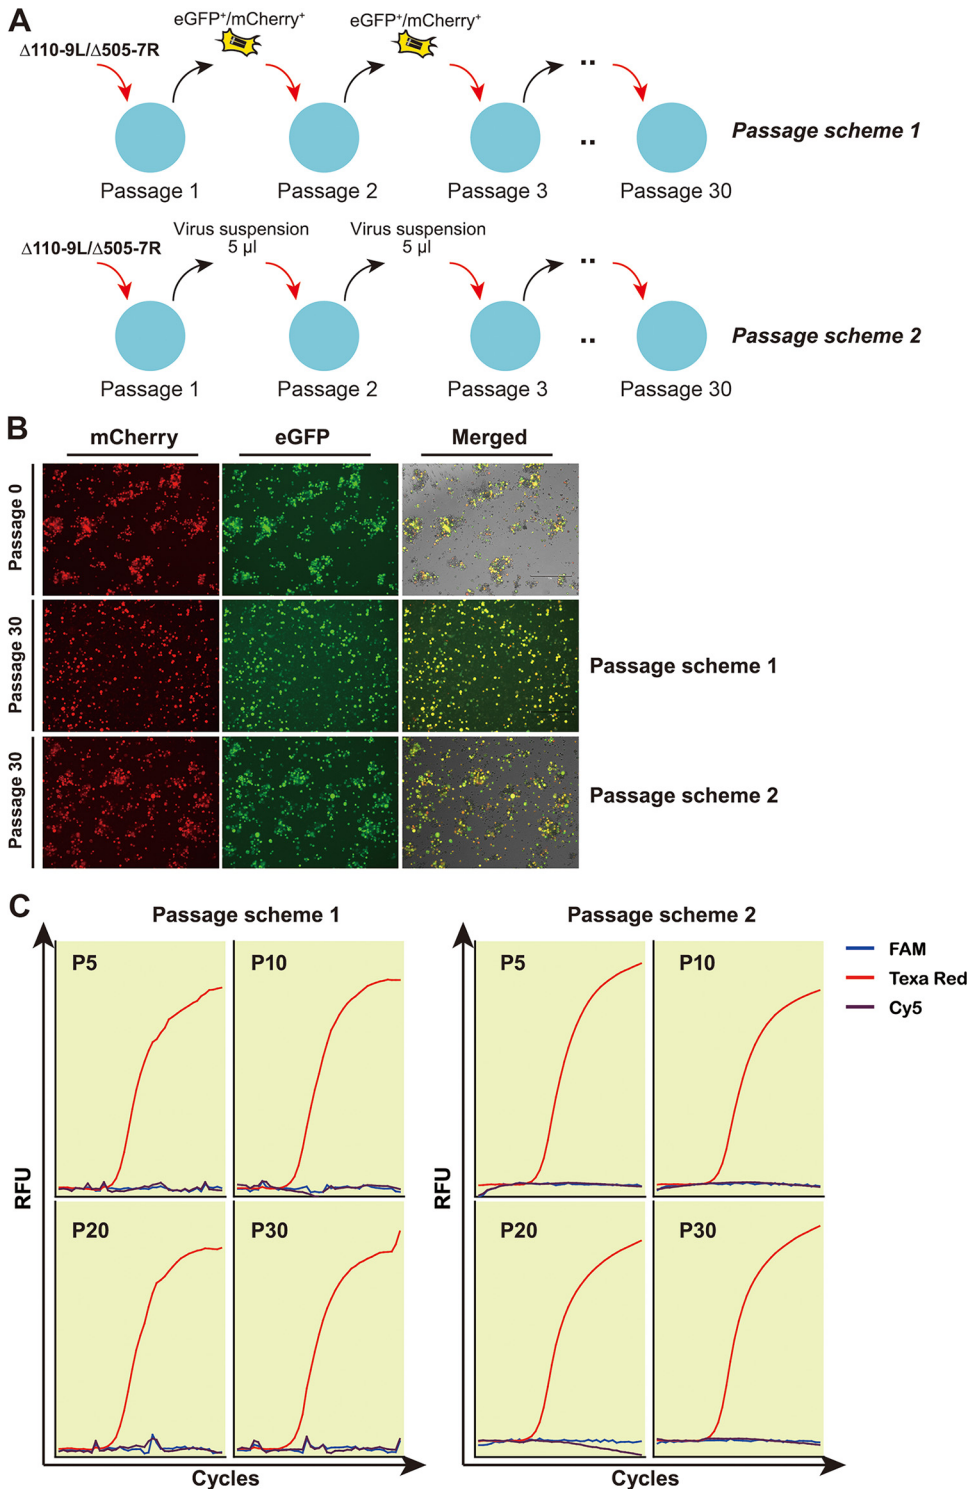 A
eGFP⁺/mCherry⁺
eGFP⁺/mCherry⁺
Δ110-9L/Δ505-7R
..
..
Passage scheme 1
Passage 1
Passage 2
Passage 3
Passage 30
Virus suspension
5 µl
Virus suspension
5 µl
Δ110-9L/Δ505-7R
..
..
Passage scheme 2
Passage 1
Passage 2
Passage 3
Passage 30
B
mCherry
eGFP
Merged
Passage 0
Passage 30
Passage scheme 1
Passage 30
Passage scheme 2
C
Passage scheme 1
Passage scheme 2
P5
P10
P5
P10
FAM
Texa Red
Cy5
RFU
RFU
P20
P30
P20
P30
Cycles
Cycles